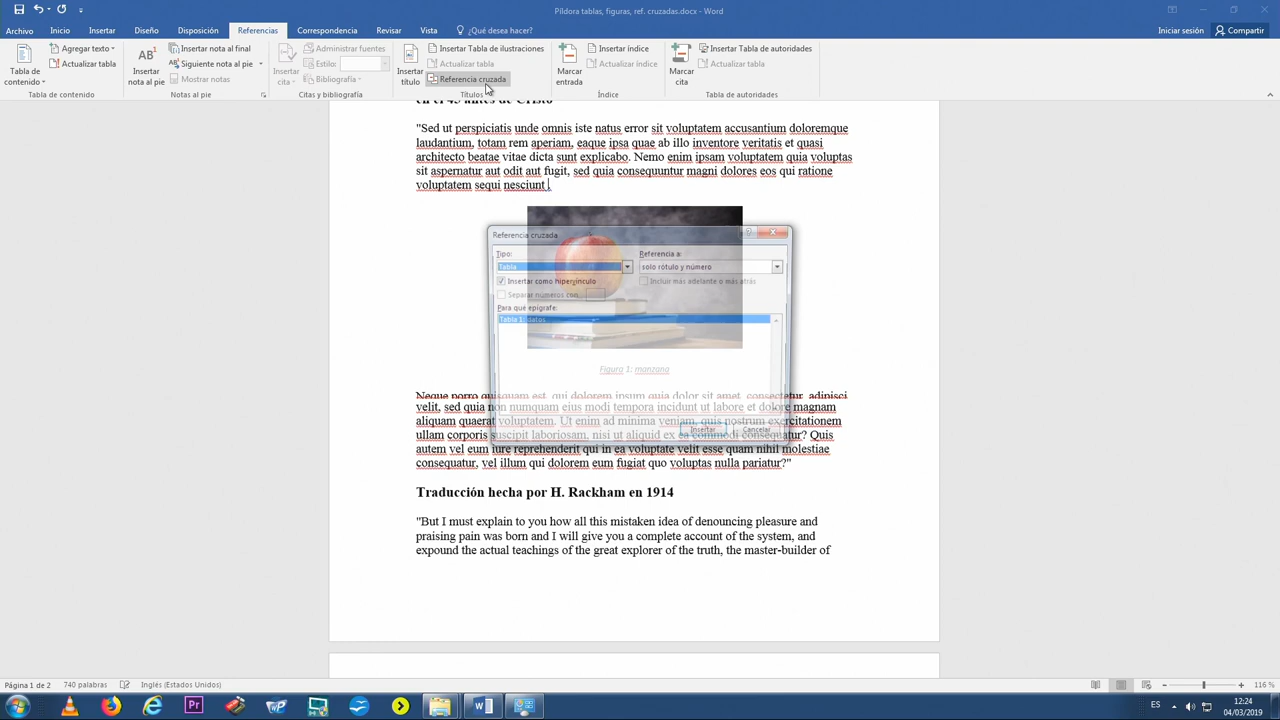 Píldora tablas, figuras, ref. cruzadas.docx - Word
Archivo Inicio Insertar Diseño Disposición Referencias Correspondencia Revisar Vista ¿Qué desea hacer? Iniciar sesión Compartir
Tabla de contenido
Agregar texto
Actualizar tabla
Tabla de contenido
AB¹
Insertar nota al pie
Insertar nota al final
Siguiente nota al pie
Mostrar notas
Notas al pie
Insertar cita
Administrar fuentes
Estilo:
Bibliografía
Citas y bibliografía
Insertar título
Insertar Tabla de ilustraciones
Actualizar tabla
Referencia cruzada
Títulos
Marcar entrada
Insertar índice
Actualizar índice
Índice
Marcar cita
Insertar Tabla de autoridades
Actualizar tabla
Tabla de autoridades
en el 45 antes de Cristo
"Sed ut perspiciatis unde omnis iste natus error sit voluptatem accusantium doloremque
laudantium, totam rem aperiam, eaque ipsa quae ab illo inventore veritatis et quasi
architecto beatae vitae dicta sunt explicabo. Nemo enim ipsam voluptatem quia voluptas
sit aspernatur aut odit aut fugit, sed quia consequuntur magni dolores eos qui ratione
voluptatem sequi nesciunt.
Referencia cruzada
Tipo:
Referencia a:
Tabla
solo rótulo y número
Insertar como hipervínculo
Incluir más adelante o más atrás
Separar números con
Para que epígrafe:
Tabla 1: datos
Figura 1: manzana
Insertar Cancelar
Neque porro quisquam est, qui dolorem ipsum quia dolor sit amet, consectetur, adipisci
velit, sed quia non numquam eius modi tempora incidunt ut labore et dolore magnam
aliquam quaerat voluptatem. Ut enim ad minima veniam, quis nostrum exercitationem
ullam corporis suscipit laboriosam, nisi ut aliquid ex ea commodi consequatur? Quis
autem vel eum iure reprehenderit qui in ea voluptate velit esse quam nihil molestiae
consequatur, vel illum qui dolorem eum fugiat quo voluptas nulla pariatur?"
Traducción hecha por H. Rackham en 1914
"But I must explain to you how all this mistaken idea of denouncing pleasure and
praising pain was born and I will give you a complete account of the system, and
expound the actual teachings of the great explorer of the truth, the master-builder of
Página 1 de 2 740 palabras Inglés (Estados Unidos) 116 %
Pr
ES
12:24
04/03/2019